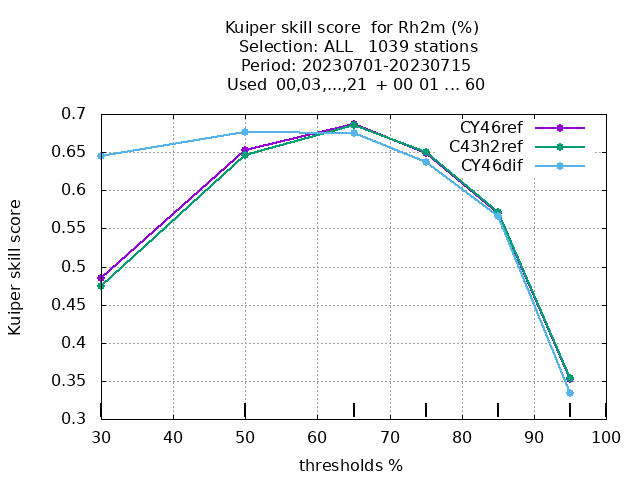 Kuiper skill score for Rh2m (%)
Selection: ALL 1039 stations
Period: 20230701-20230715
Used 00,03,...,21 + 00 01 ... 60
CY46ref
C43h2ref
CY46dif
Kuiper skill score
0.7
0.65
0.6
0.55
0.5
0.45
0.4
0.35
0.3
30 40 50 60 70 80 90 100
thresholds %